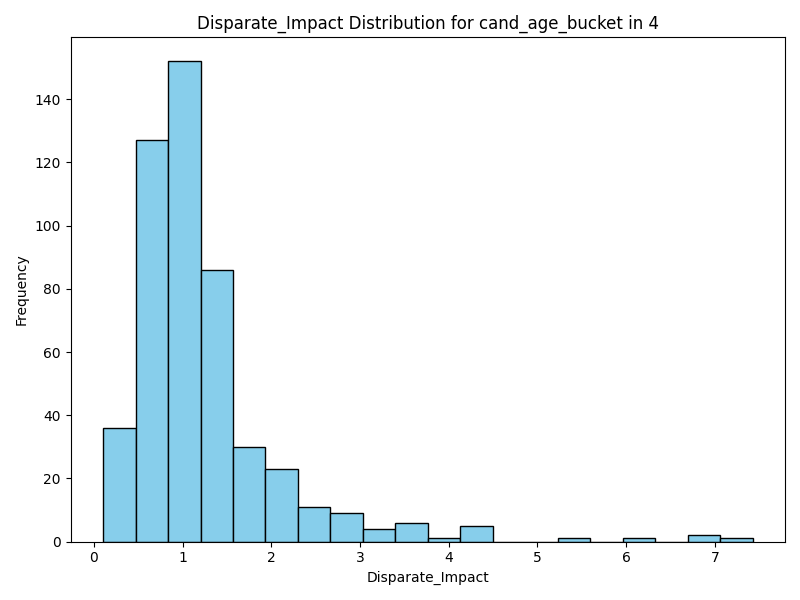 Disparate_Impact Distribution for cand_age_bucket in 4
140
120
100
80
60
40
20
0
Frequency
0 1 2 3 4 5 6 7
Disparate_Impact